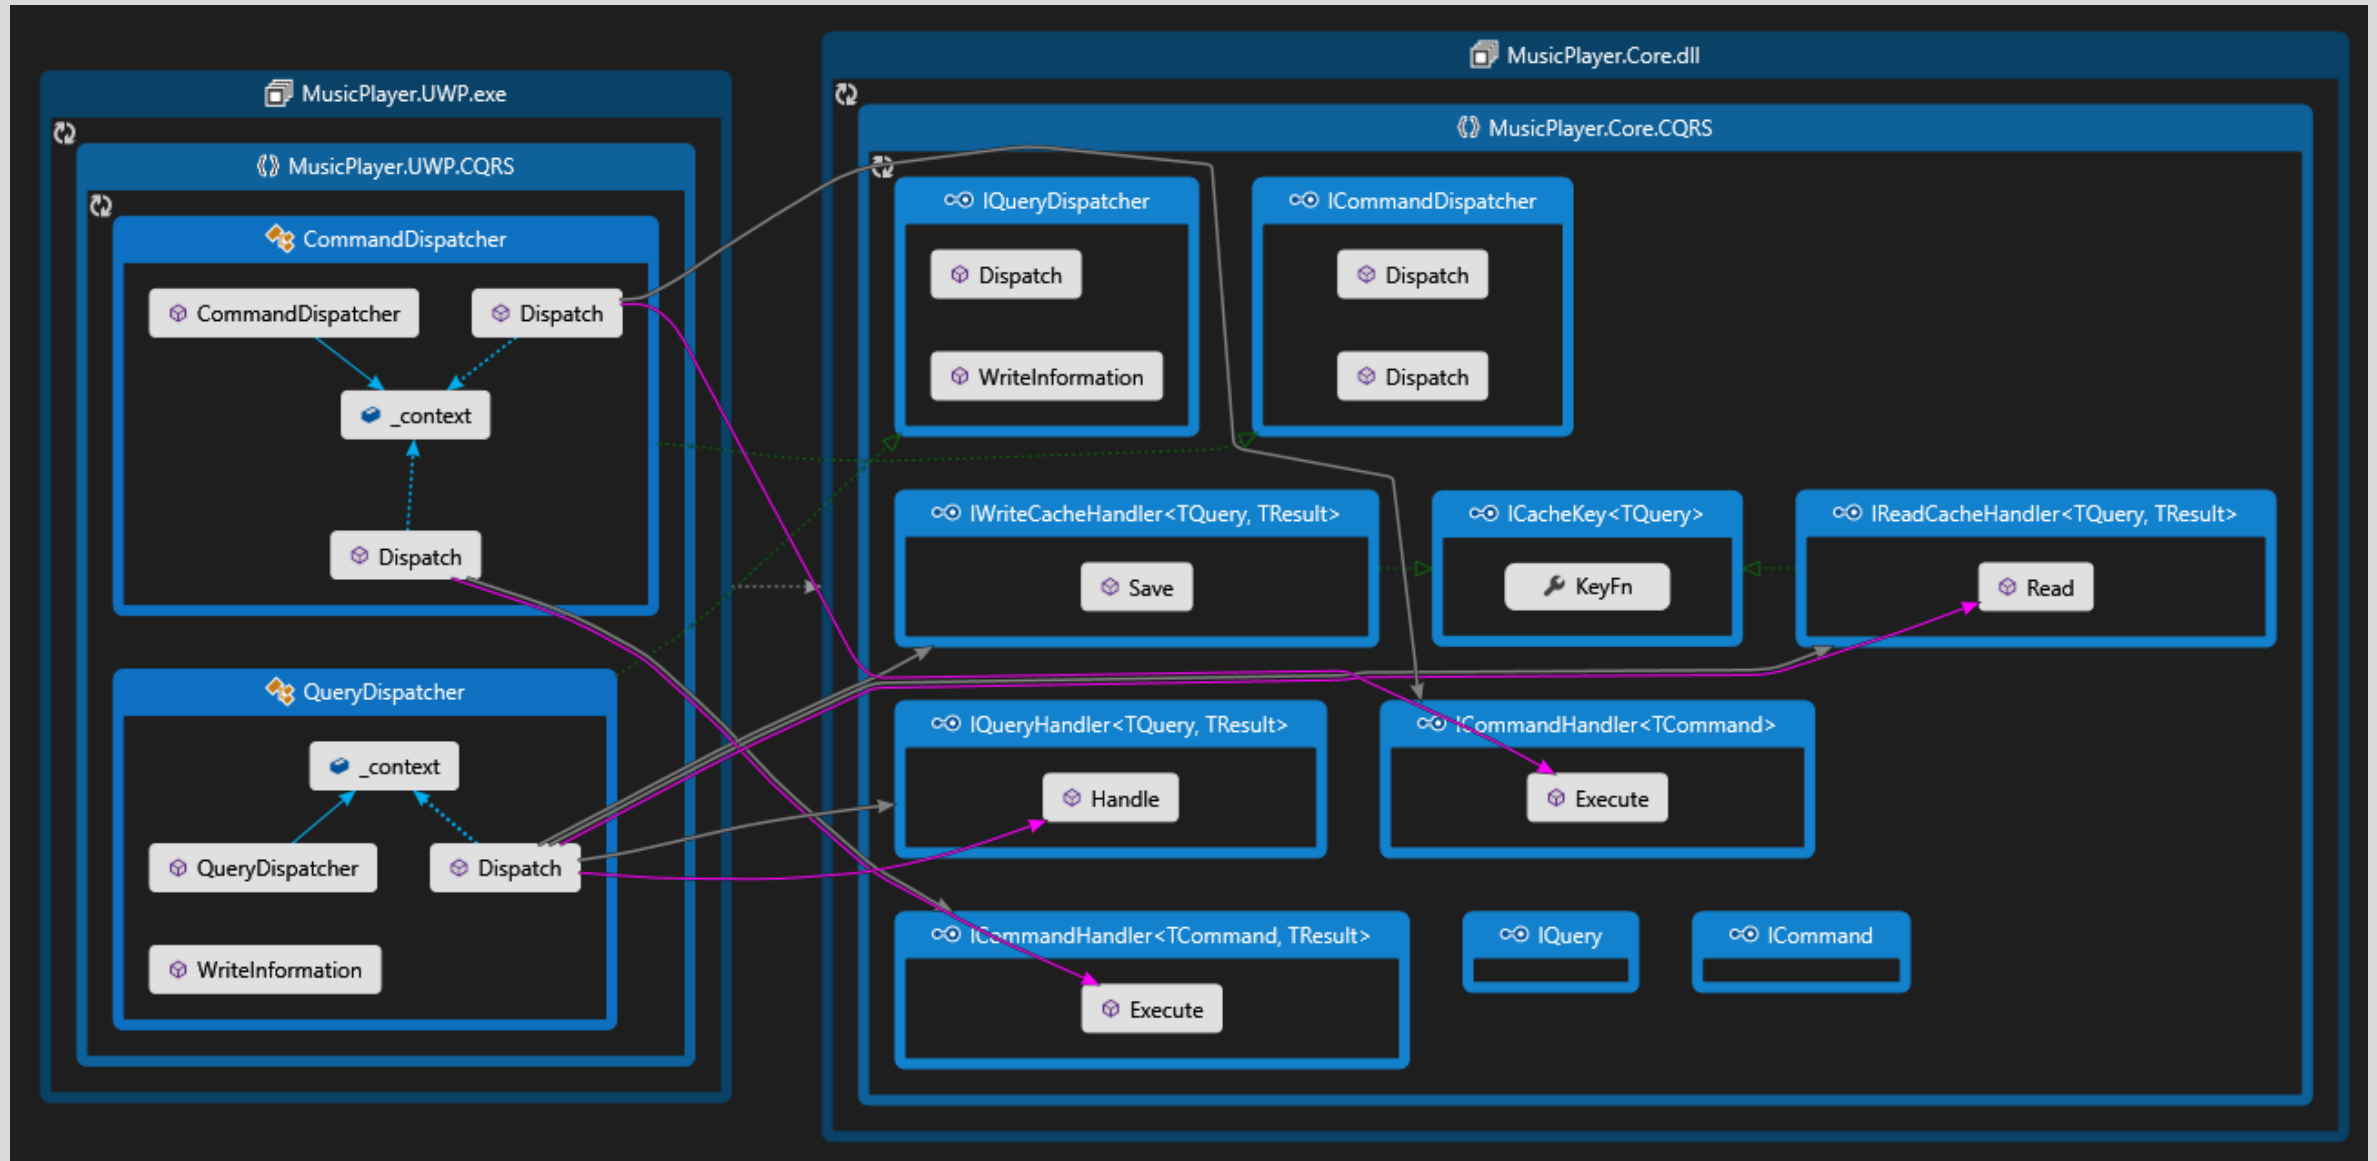 MusicPlayer.UWP.exe
MusicPlayer.UWP.CQRS
CommandDispatcher
CommandDispatcher
Dispatch
_context
Dispatch
QueryDispatcher
_context
QueryDispatcher
Dispatch
WriteInformation
MusicPlayer.Core.dll
MusicPlayer.Core.CQRS
IQueryDispatcher
Dispatch
WriteInformation
ICommandDispatcher
Dispatch
Dispatch
IWriteCacheHandler<TQuery, TResult>
Save
ICacheKey<TQuery>
KeyFn
IReadCacheHandler<TQuery, TResult>
Read
IQueryHandler<TQuery, TResult>
Handle
ICommandHandler<TCommand>
Execute
ICommandHandler<TCommand, TResult>
Execute
IQuery
ICommand